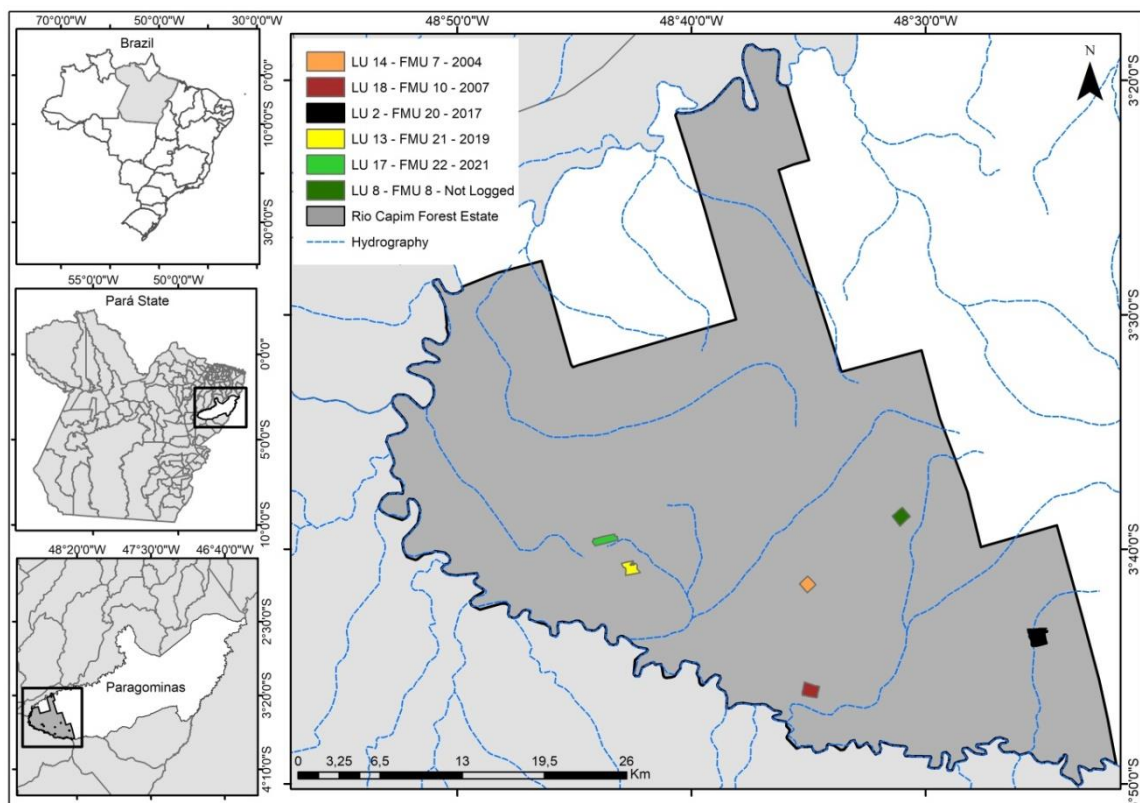 70°0'0"W 50°0'0"W 30°0'0"W
Brazil
0°0'0"
10°0'0"S
20°0'0"S
30°0'0"S
55°0'0"W 50°0'0"W
Pará State
0°0'0"
5°0'0"S
10°0'0"S
48°20'0"W 47°30'0"W 46°40'0"W
2°30'0"S
Paragominas
3°20'0"S
4°10'0"S
48°50'0"W 48°40'0"W 48°30'0"W
LU 14 - FMU 7 - 2004
LU 18 - FMU 10 - 2007
LU 2 - FMU 20 - 2017
LU 13 - FMU 21 - 2019
LU 17 - FMU 22 - 2021
LU 8 - FMU 8 - Not Logged
Rio Capim Forest Estate
Hydrography
N
3°20'0"S
3°30'0"S
3°40'0"S
3°50'0"S
0 3,25 6,5 13 19,5 26
Km